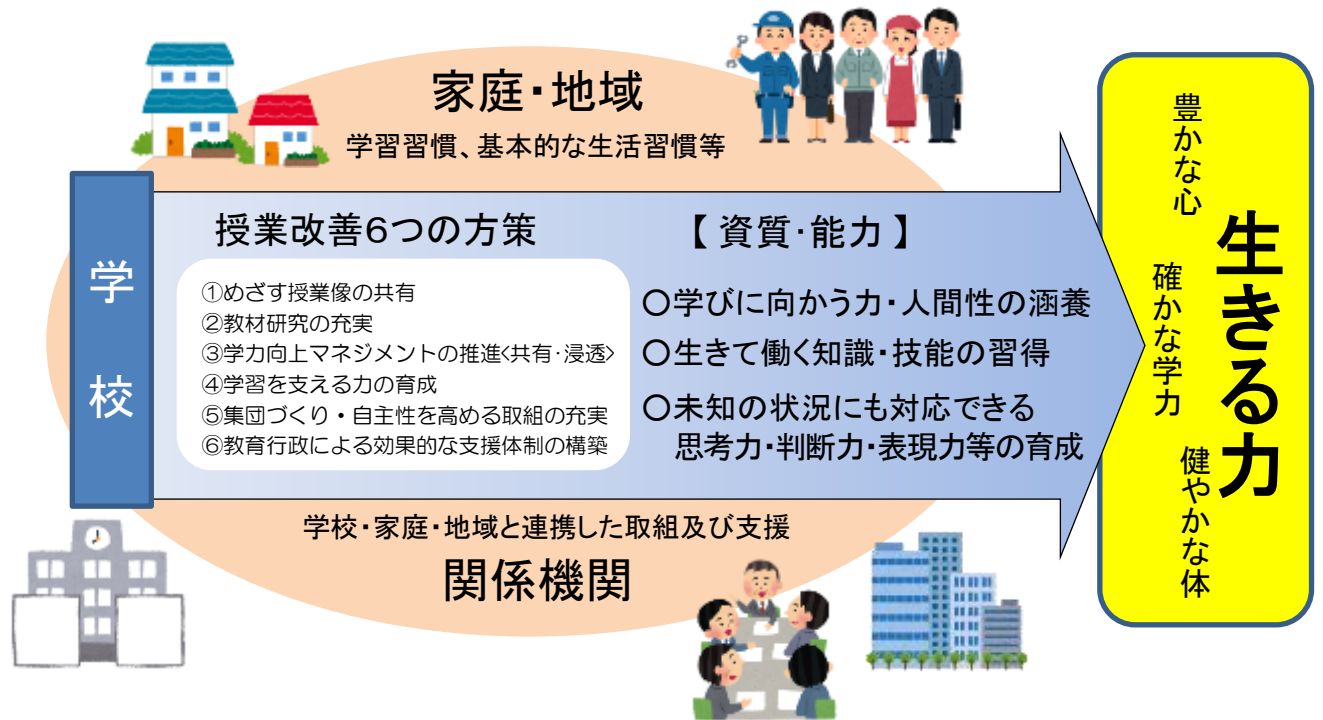 家庭・地域
学習習慣、基本的な生活習慣等
学校
授業改善6つの方策
①めざす授業像の共有
②教材研究の充実
③学力向上マネジメントの推進<共有・浸透>
④学習を支える力の育成
⑤集団づくり・自主性を高める取組の充実
⑥教育行政による効果的な支援体制の構築
【 資質・能力 】
○学びに向かう力・人間性の涵養
○生きて働く知識・技能の習得
○未知の状況にも対応できる
思考力・判断力・表現力等の育成
学校・家庭・地域と連携した取組及び支援
関係機関
生きる力
豊かな心
確かな学力
健やかな体